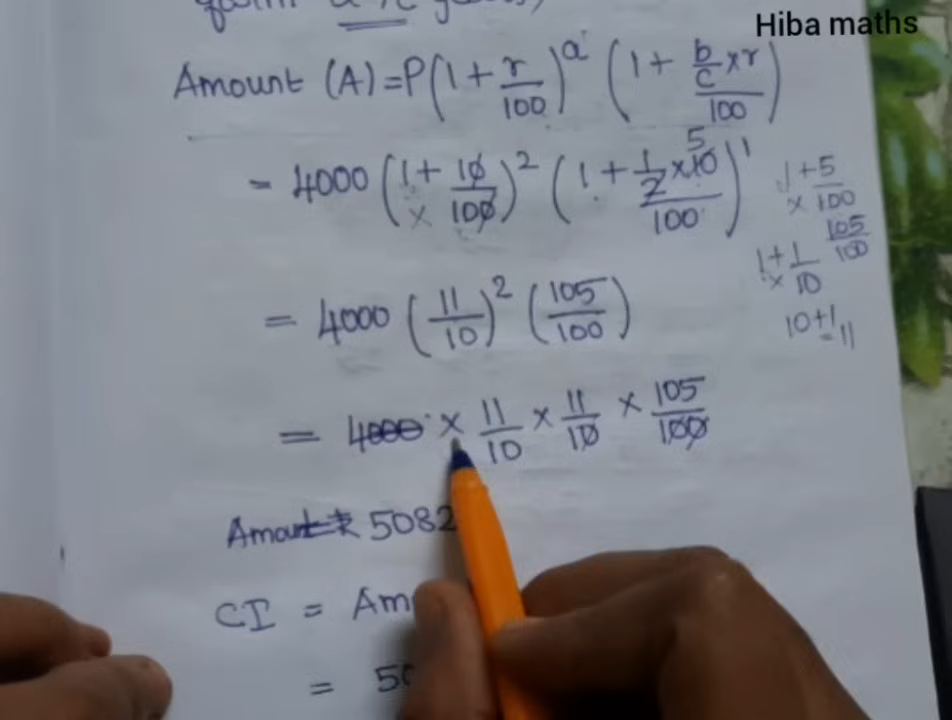 Hiba maths
Amount (A) = P(1 + r/100)^a (1 + b/c × r/100)
= 4000 (1 + 10/100)^2 (1 + 1/2 × 10/100)^1
5
1 + 5/100
×
105/100
1 + 1/10
×
10+1 = 11
= 4000 (11/10)^2 (105/100)
= 4000 × 11/10 × 11/10 × 105/100
5082
CI = Am
= 50